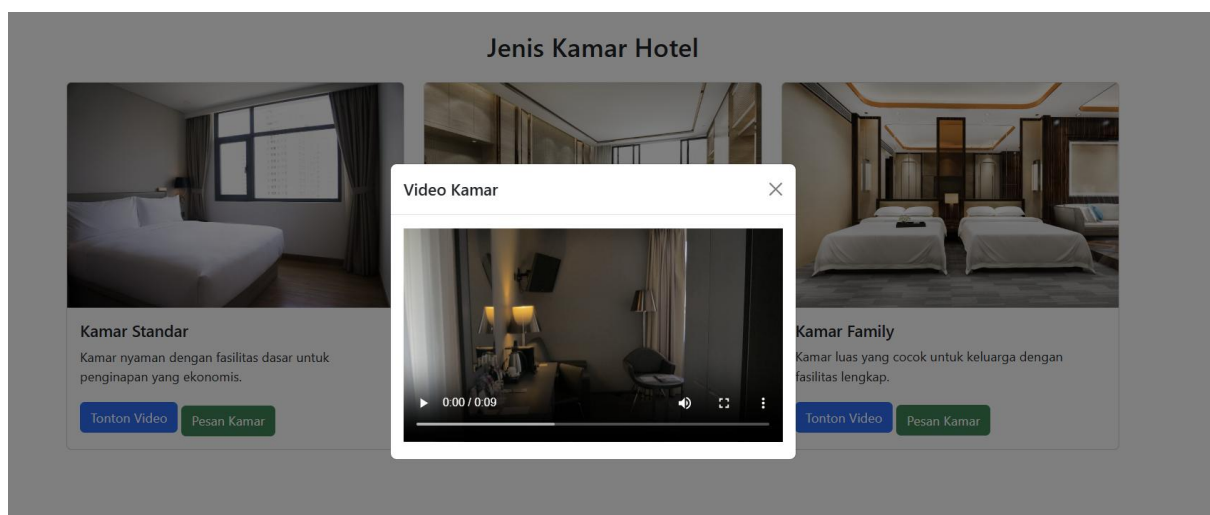 Jenis Kamar Hotel
Video Kamar
0:00 / 0:09
Kamar Standar
Kamar nyaman dengan fasilitas dasar untuk
penginapan yang ekonomis.
Tonton Video
Pesan Kamar
Kamar Family
Kamar luas yang cocok untuk keluarga dengan
fasilitas lengkap.
Tonton Video
Pesan Kamar